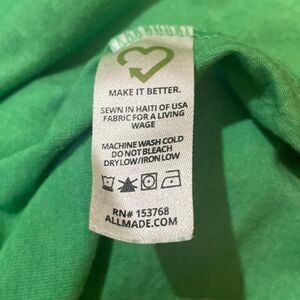 MAKE IT BETTER.
SEWN IN HAITI OF USA
FABRIC FOR A LIVING
WAGE
MACHINE WASH COLD
DO NOT BLEACH
DRY LOW/IRON LOW
RN# 153768
ALLMADE.COM